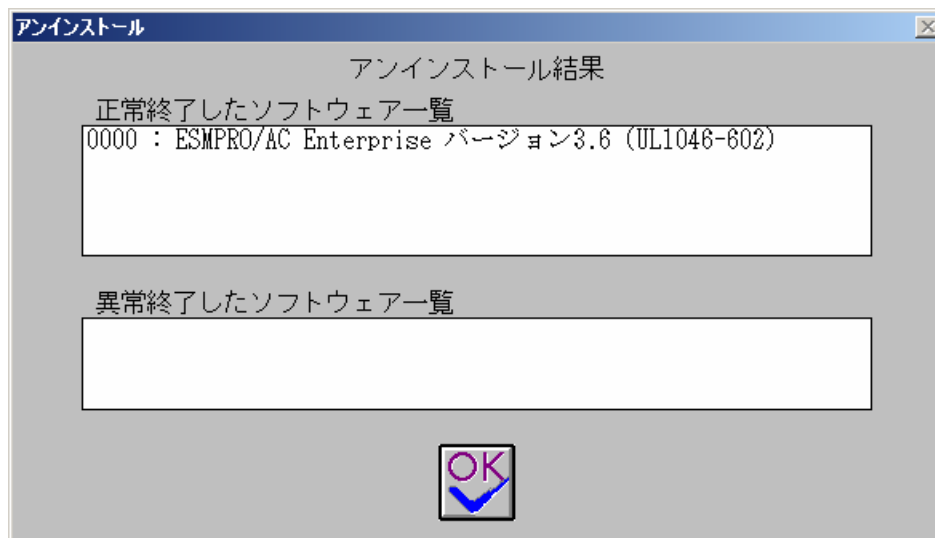 アンインストール
アンインストール結果
正常終了したソフトウェア一覧
0000 : ESMPRO/AC Enterprise バージョン3.6 (UL1046-602)
異常終了したソフトウェア一覧
OK